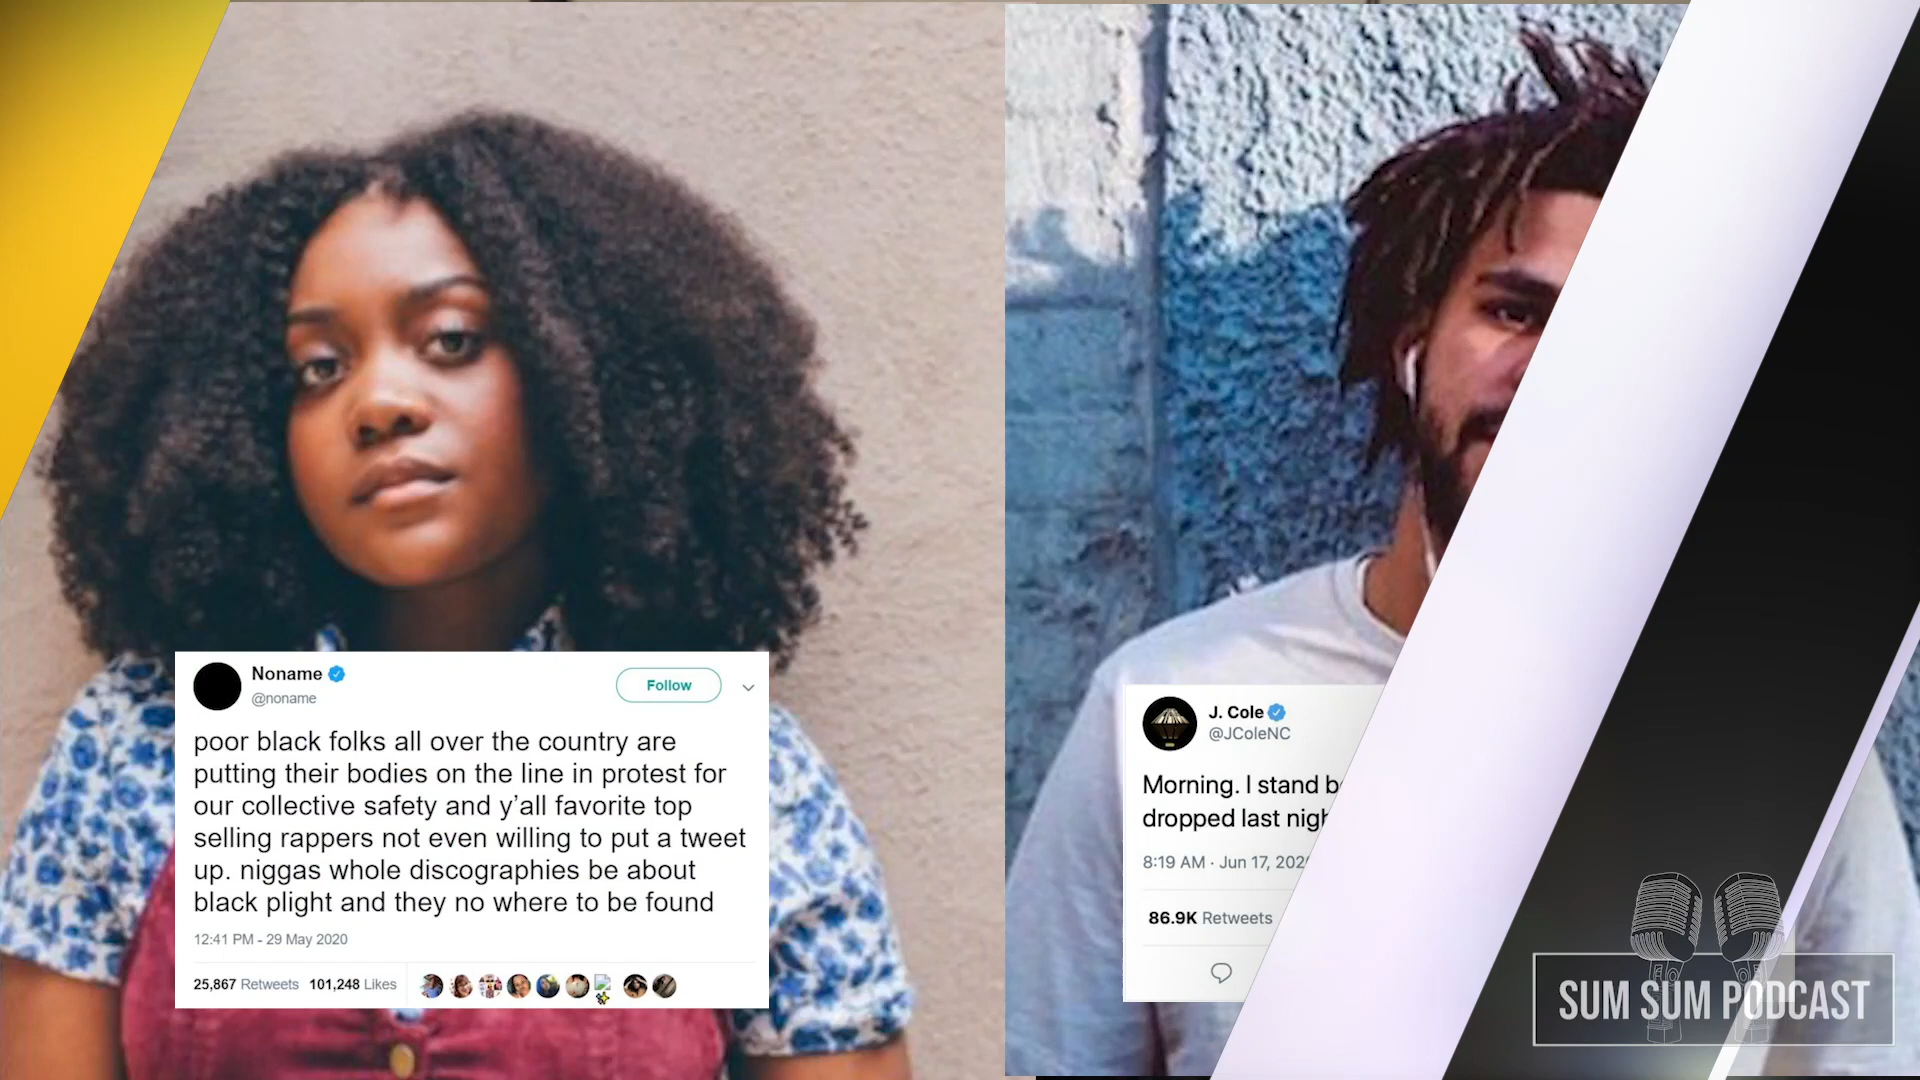 Noname
@noname
Follow
poor black folks all over the country are
putting their bodies on the line in protest for
our collective safety and y'all favorite top
selling rappers not even willing to put a tweet
up. niggas whole discographies be about
black plight and they no where to be found
12:41 PM - 29 May 2020
25,867 Retweets 101,248 Likes
J. Cole
@JColeNC
Morning. I stand
dropped last
8:19 AM · Jun 17,
86.9K Retweets
SUM SUM PODCAST